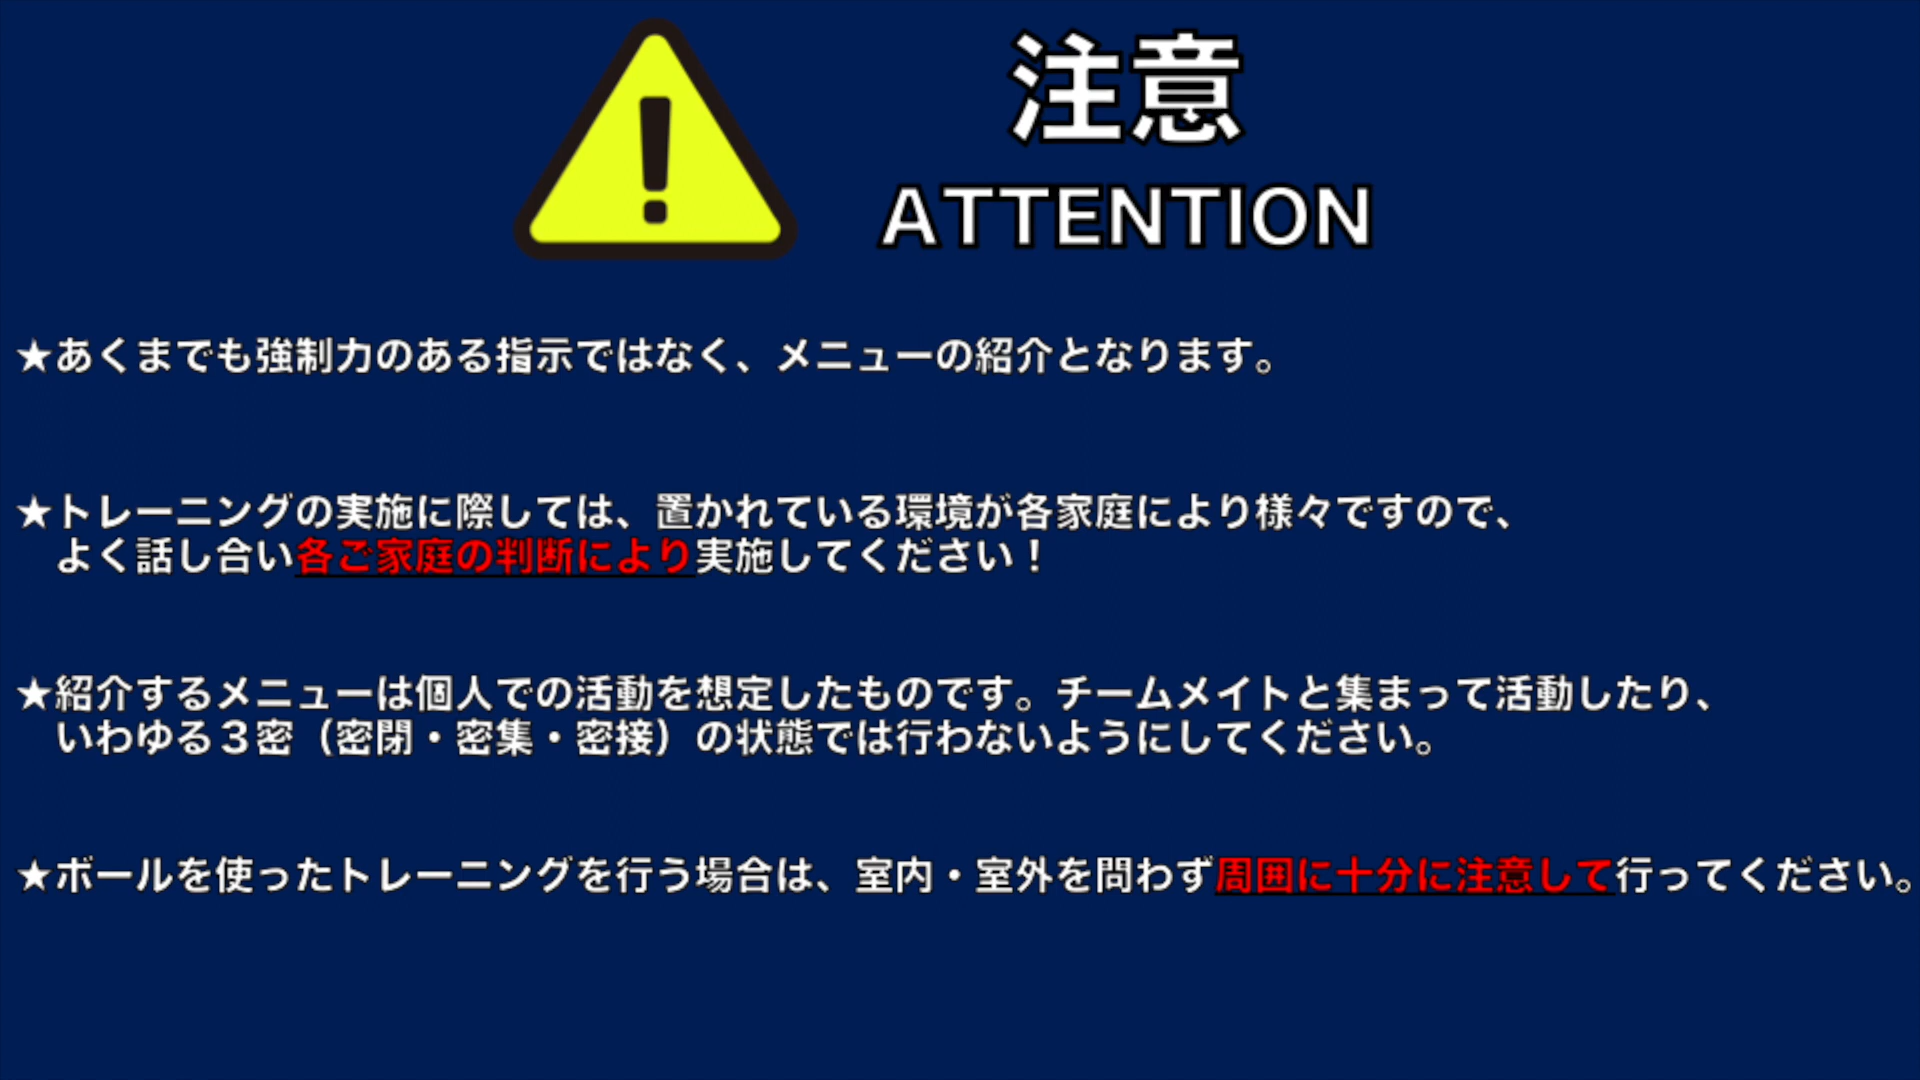 注意
ATTENTION
★あくまでも強制力のある指示ではなく、メニューの紹介となります。
★トレーニングの実施に際しては、置かれている環境が各家庭により様々ですので、
よく話し合い各ご家庭の判断により実施してください！
★紹介するメニューは個人での活動を想定したものです。チームメイトと集まって活動したり、
いわゆる３密（密閉・密集・密接）の状態では行わないようにしてください。
★ボールを使ったトレーニングを行う場合は、室内・室外を問わず周囲に十分に注意して行ってください。